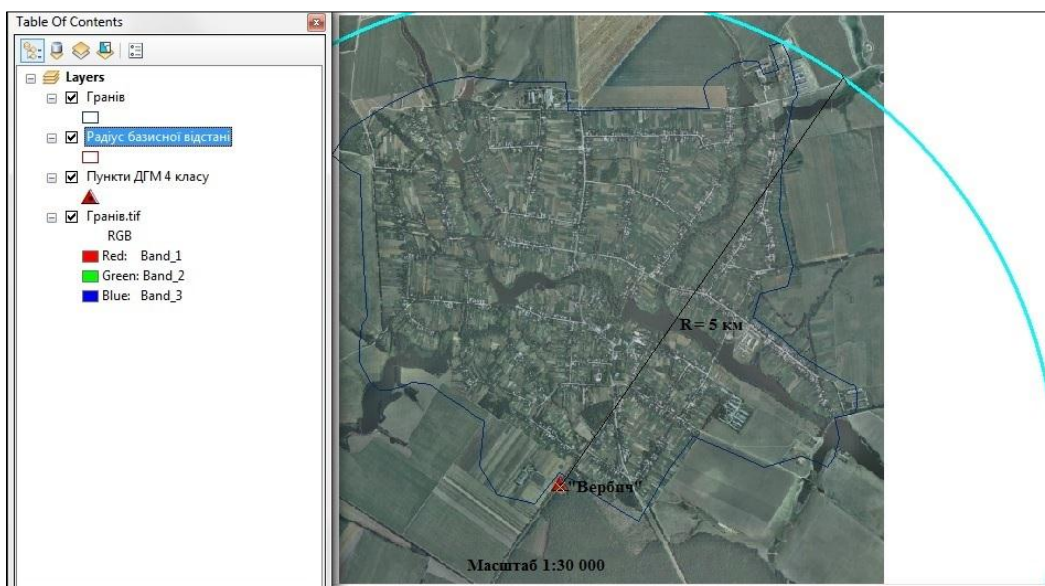 Table Of Contents
Layers
Гранів
Радіус базисної відстані
Пункти ДГМ 4 класу
Гранів.tif
RGB
Red: Band_1
Green: Band_2
Blue: Band_3
R= 5 км
"Вербич"
Масштаб 1:30 000